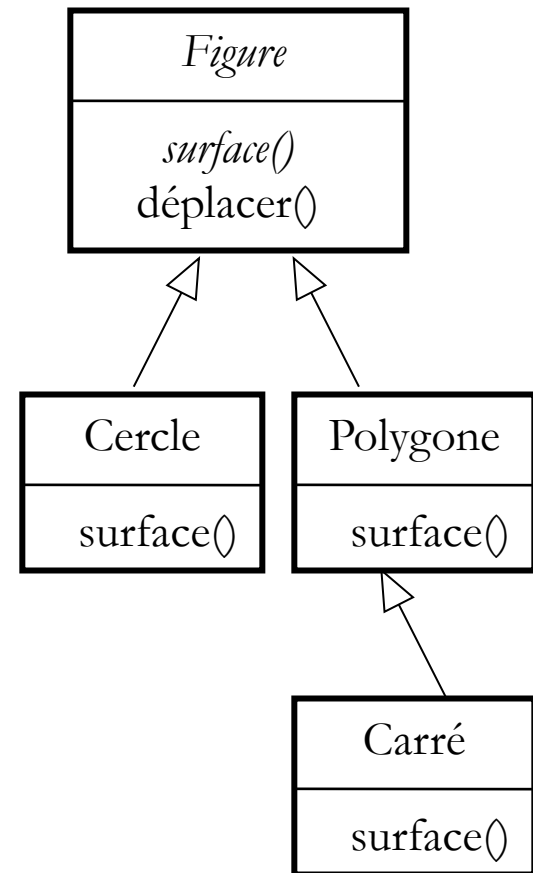 Figure
surface()
déplacer()
Cercle
surface()
Polygone
surface()
Carré
surface()